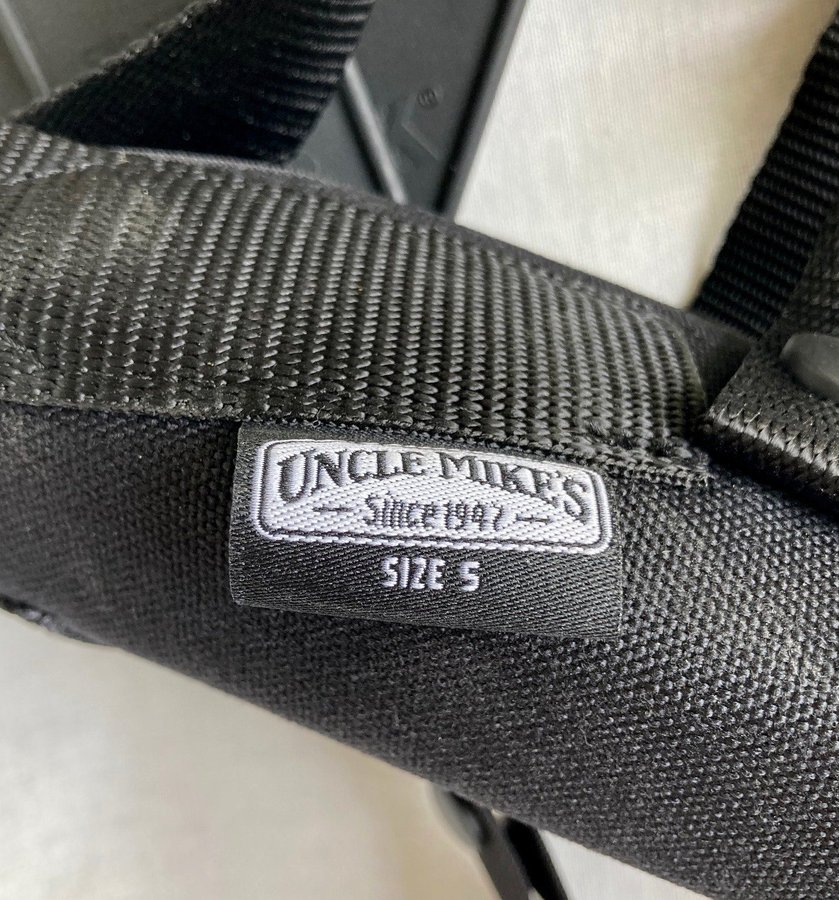 ®
UNCLE MIKE'S
— Since 1947 —
SIZE 5